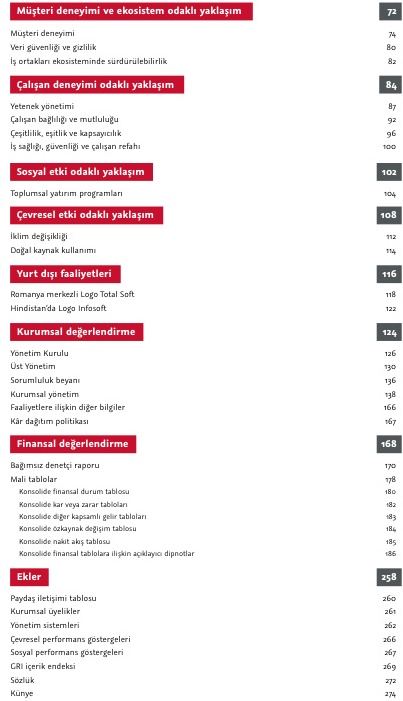 Müşteri deneyimi ve ekosistem odaklı yaklaşım 72
Müşteri deneyimi 74
Veri güvenliği ve gizlilik 80
İş ortakları ekosisteminde sürdürülebilirlik 82
Çalışan deneyimi odaklı yaklaşım 84
Yetenek yönetimi 87
Çalışan bağlılığı ve mutluluğu 92
Çeşitlilik, eşitlik ve kapsayıcılık 96
İş sağlığı, güvenliği ve çalışan refahı 100
Sosyal etki odaklı yaklaşım 102
Toplumsal yatırım programları 104
Çevresel etki odaklı yaklaşım 108
İklim değişikliği 112
Doğal kaynak kullanımı 114
Yurt dışı faaliyetleri 116
Romanya merkezli Logo Total Soft 118
Hindistan'da Logo Infosoft 122
Kurumsal değerlendirme 124
Yönetim Kurulu 126
Üst Yönetim 130
Sorumluluk beyanı 136
Kurumsal yönetim 138
Faaliyetlere ilişkin diğer bilgiler 166
Kâr dağıtım politikası 167
Finansal değerlendirme 168
Bağımsız denetçi raporu 170
Mali tablolar 178
Konsolide finansal durum tablosu 180
Konsolide kar veya zarar tabloları 182
Konsolide diğer kapsamlı gelir tabloları 183
Konsolide özkaynak değişim tablosu 184
Konsolide nakit akış tablosu 185
Konsolide finansal tablolara ilişkin açıklayıcı dipnotlar 186
Ekler 258
Paydaş iletişimi tablosu 260
Kurumsal üyelikler 261
Yönetim sistemleri 262
Çevresel performans göstergeleri 266
Sosyal performans göstergeleri 267
GRI içerik endeksi 269
Sözlük 272
Künye 274